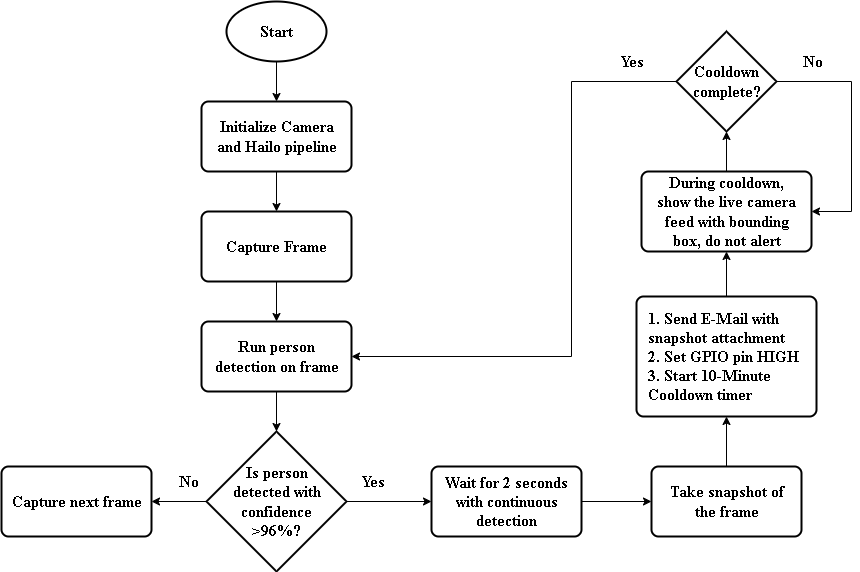 Start
Initialize Camera
and Hailo pipeline
Capture Frame
Run person
detection on frame
Is person
detected with
confidence
>96%?
No
Capture next frame
Yes
Wait for 2 seconds
with continuous
detection
Take snapshot of
the frame
1. Send E-Mail with
snapshot attachment
2. Set GPIO pin HIGH
3. Start 10-Minute
Cooldown timer
During cooldown,
show the live camera
feed with bounding
box, do not alert
Cooldown
complete?
Yes
No